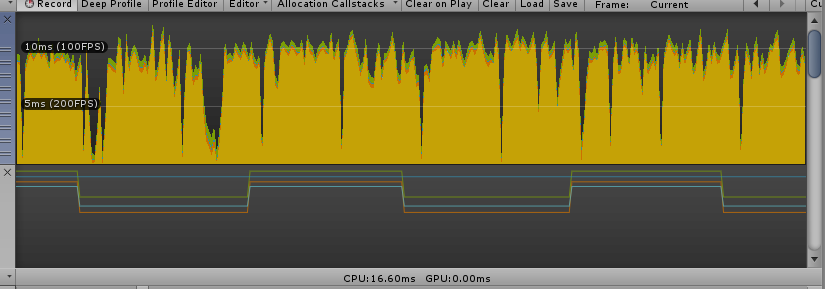 Record Deep Profile Profile Editor Editor Allocation Callstacks Clear on Play Clear Load Save Frame: Current Cu
10ms (100FPS)
5ms (200FPS)
CPU:16.60ms GPU:0.00ms